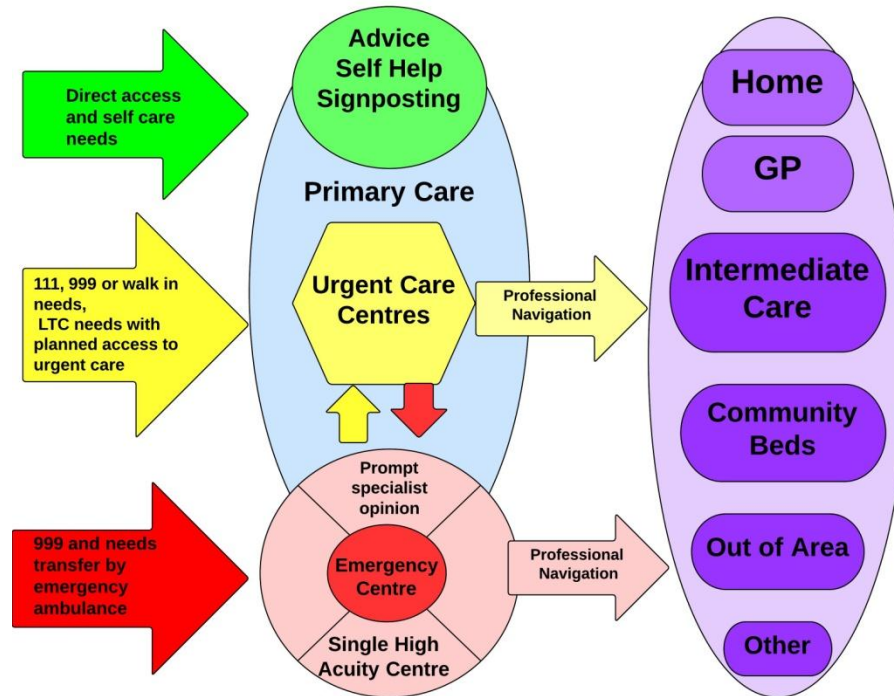 Direct access
and self care
needs
Advice
Self Help
Signposting
Primary Care
111, 999 or walk in
needs,
LTC needs with
planned access to
urgent care
Urgent Care
Centres
Professional
Navigation
999 and needs
transfer by
emergency
ambulance
Prompt
specialist
opinion
Emergency
Centre
Single High
Acuity Centre
Professional
Navigation
Home
GP
Intermediate
Care
Community
Beds
Out of Area
Other